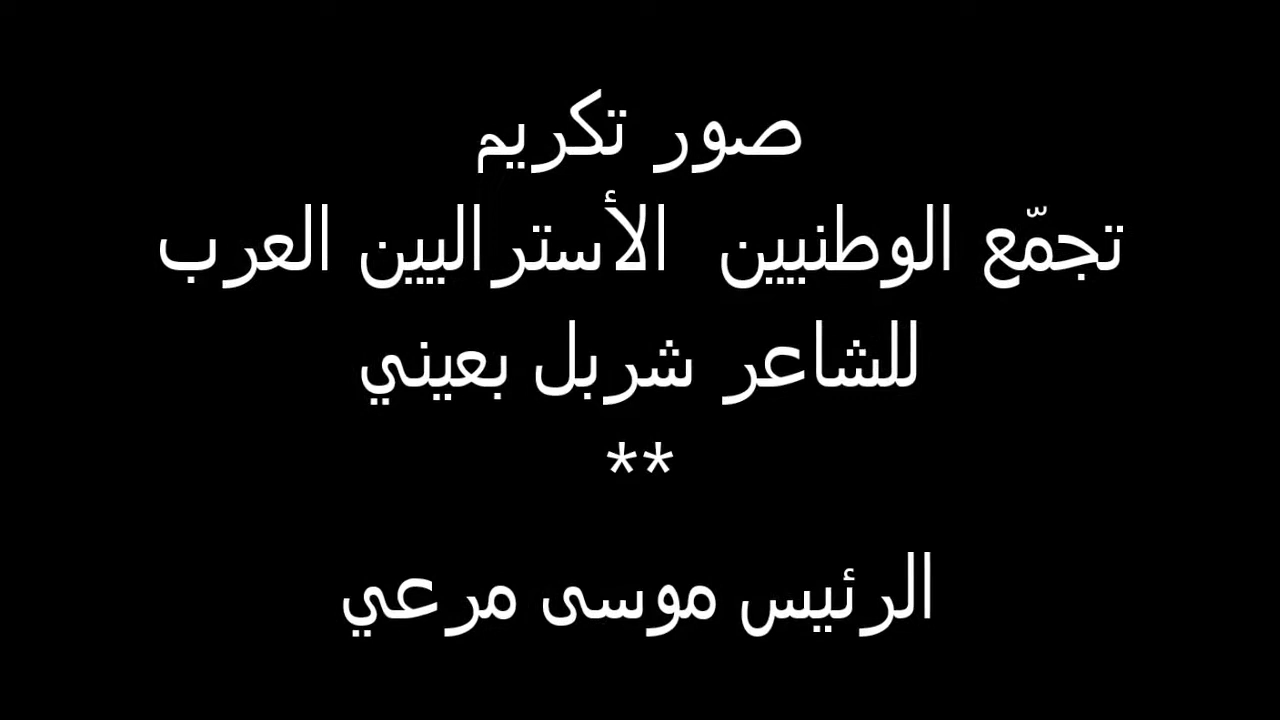 صور تكريم
تجمّع الوطنيين الأستراليين العرب
للشاعر شربل بعيني
**
الرئيس موسى مرعي